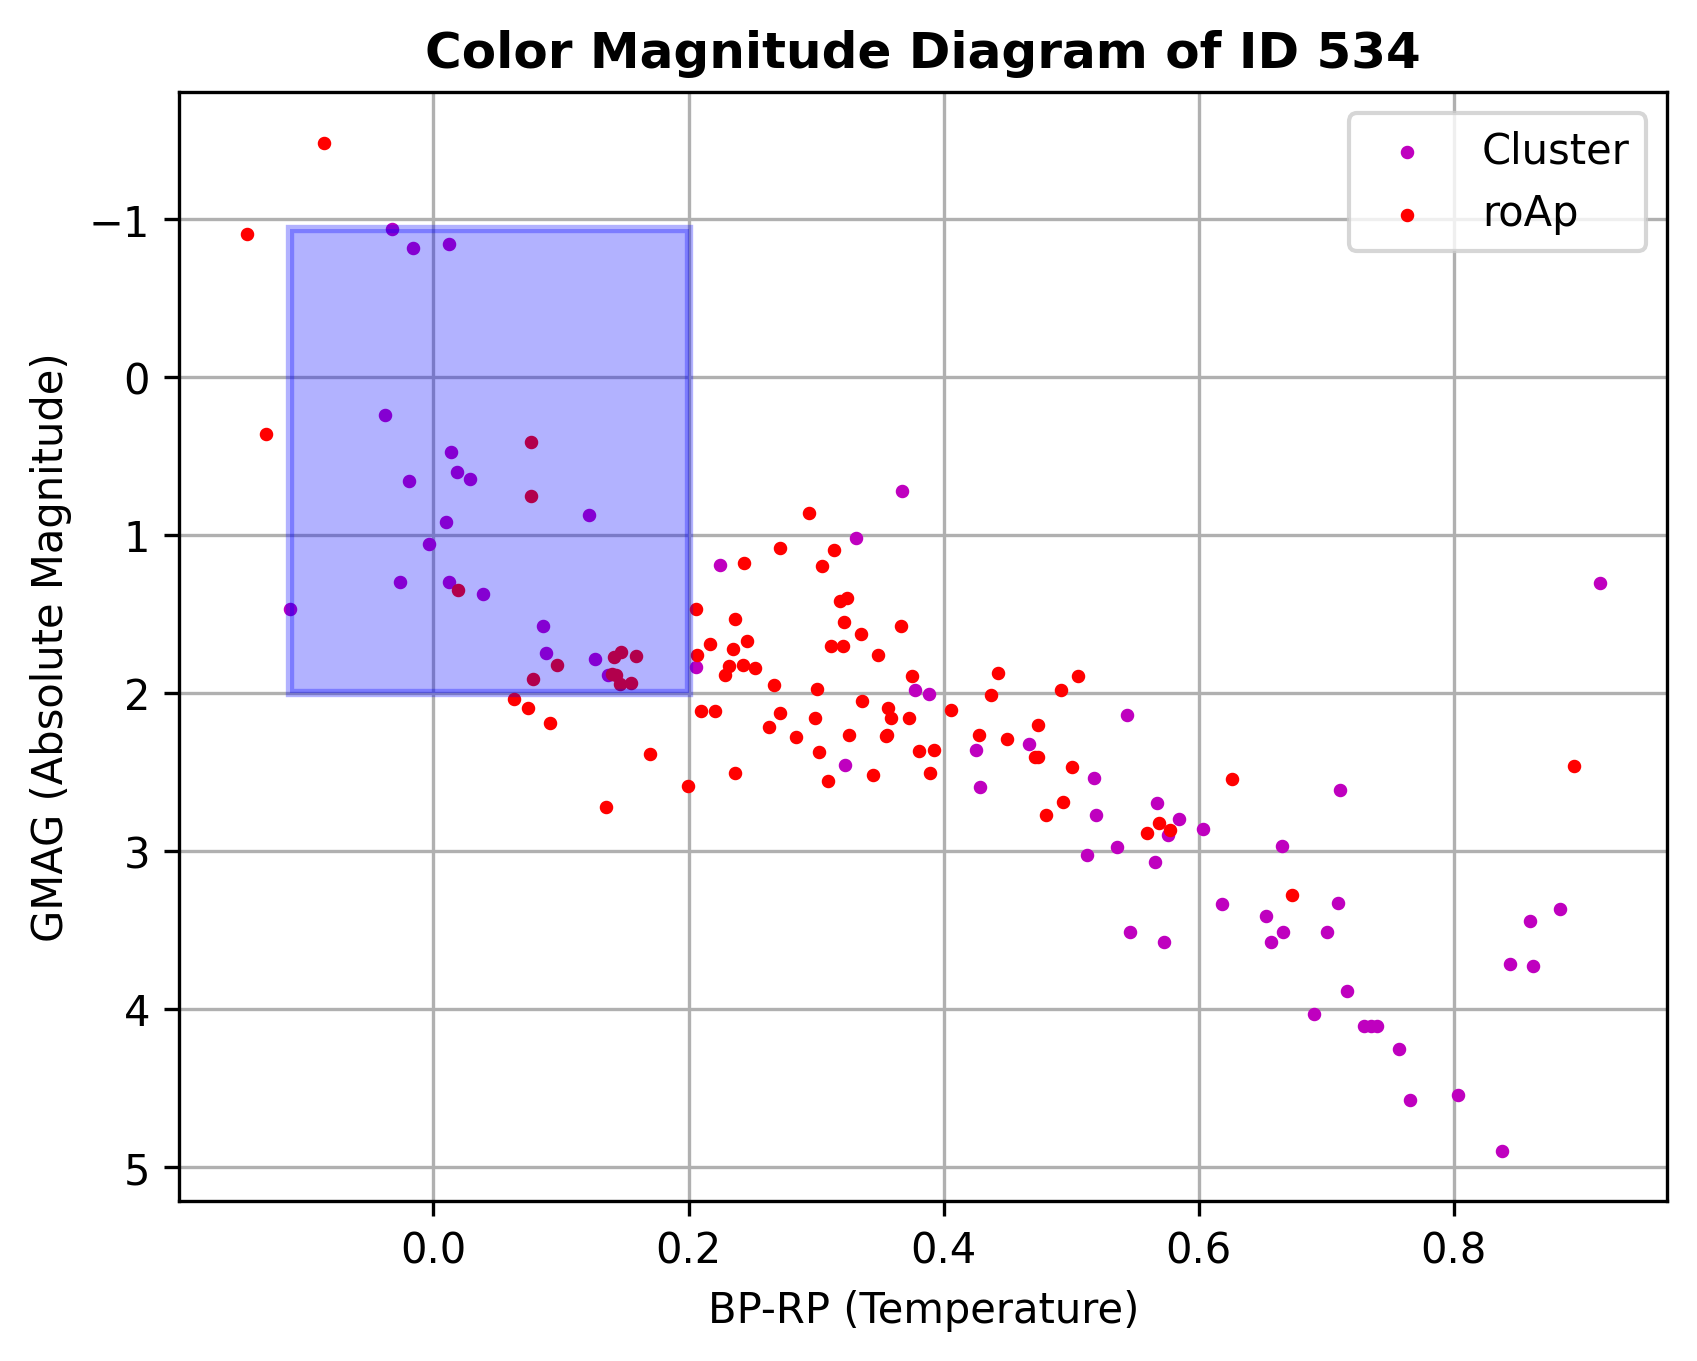 Color Magnitude Diagram of ID 534
Cluster
roAp
GMAG (Absolute Magnitude)
−1
0
1
2
3
4
5
0.0 0.2 0.4 0.6 0.8
BP-RP (Temperature)